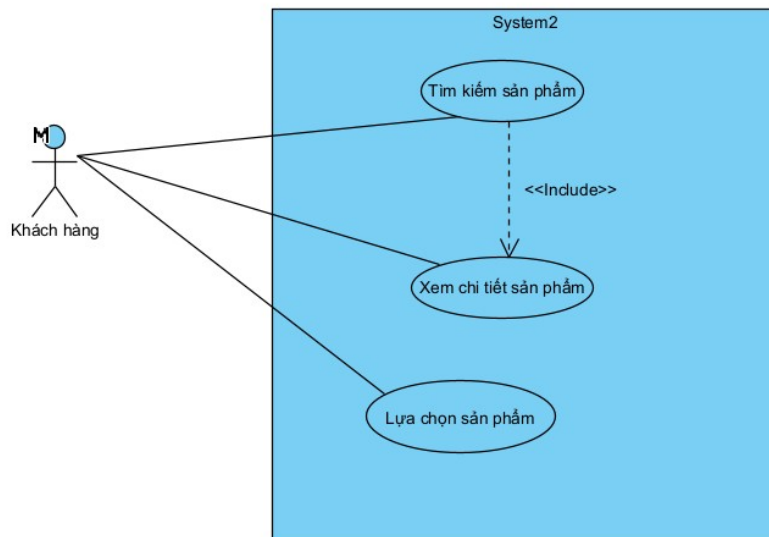 System2
Tìm kiếm sản phẩm
M
<<Include>>
Khách hàng
Xem chi tiết sản phẩm
Lựa chọn sản phẩm